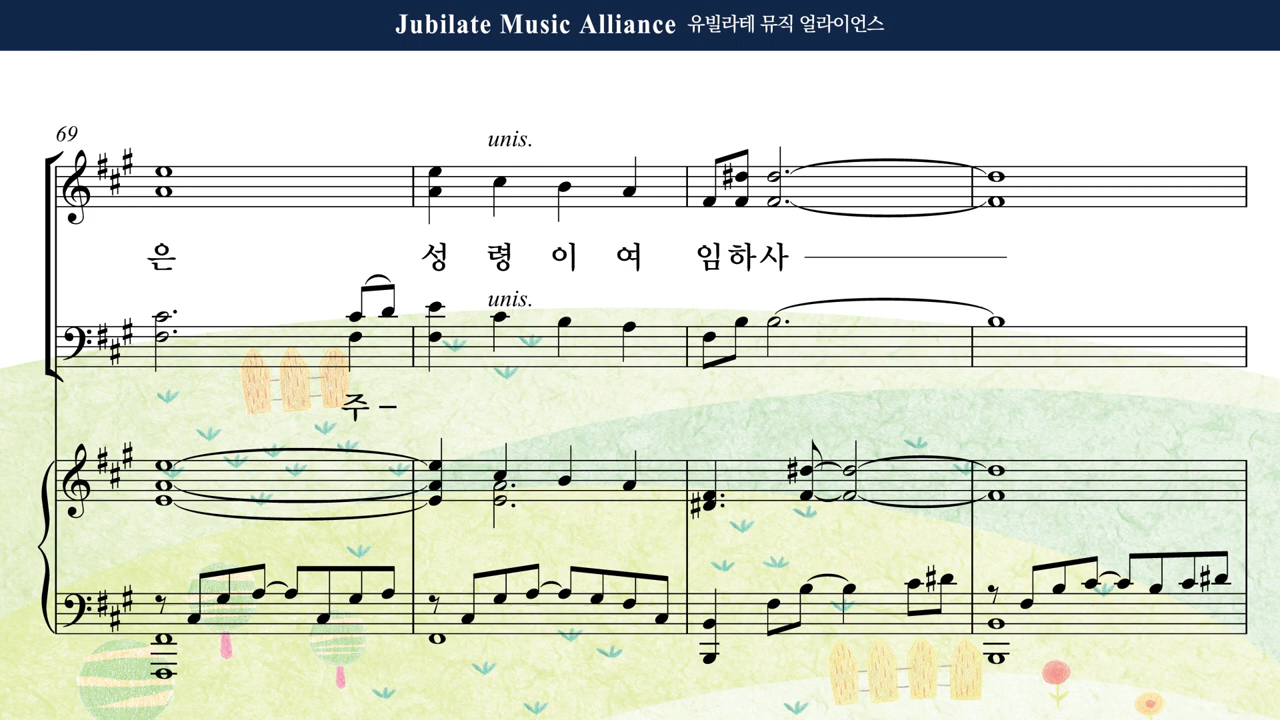 Jubilate Music Alliance 유빌라테 뮤직 얼라이언스
69
unis.
은 성 령 이 여 임하사
unis.
주 -